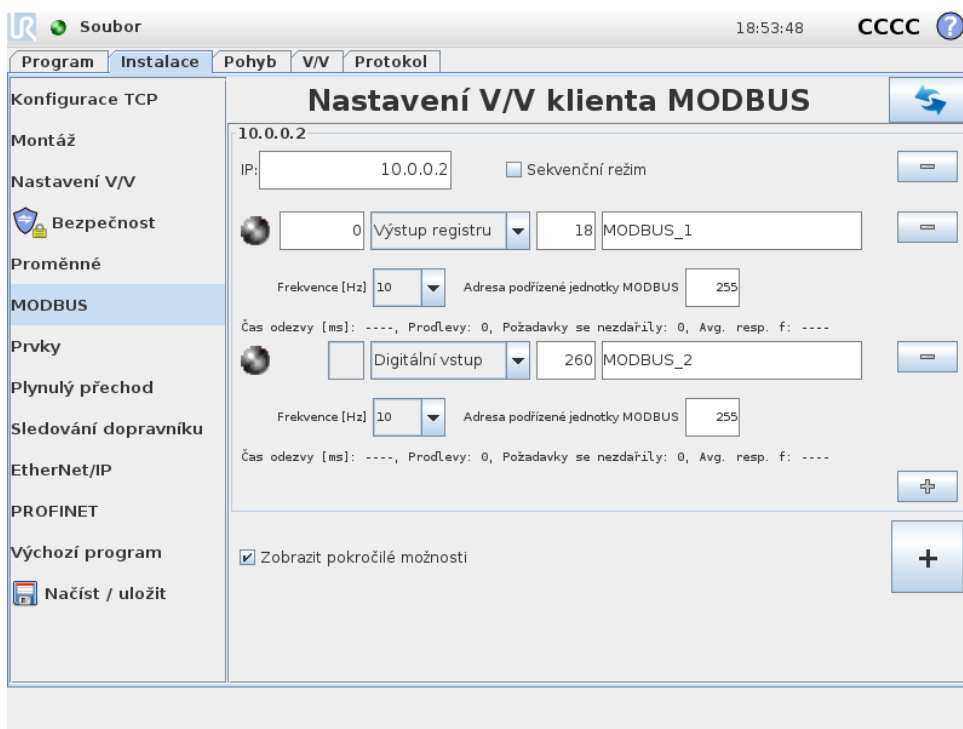 UR Soubor 18:53:48 CCCC ?
Program Instalace Pohyb V/V Protokol
Konfigurace TCP
Montáž
Nastavení V/V
Bezpečnost
Proměnné
MODBUS
Prvky
Plynulý přechod
Sledování dopravníku
EtherNet/IP
PROFINET
Výchozí program
Načíst / uložit
Nastavení V/V klienta MODBUS
10.0.0.2
IP: 10.0.0.2 Sekvenční režim
0 Výstup registru 18 MODBUS_1
Frekvence [Hz] 10 Adresa podřízené jednotky MODBUS 255
Čas odezvy [ms]: ----, Prodlevy: 0, Požadavky se nezdařily: 0, Avg. resp. f: ----
Digitální vstup 260 MODBUS_2
Frekvence [Hz] 10 Adresa podřízené jednotky MODBUS 255
Čas odezvy [ms]: ----, Prodlevy: 0, Požadavky se nezdařily: 0, Avg. resp. f: ----
Zobrazit pokročilé možnosti